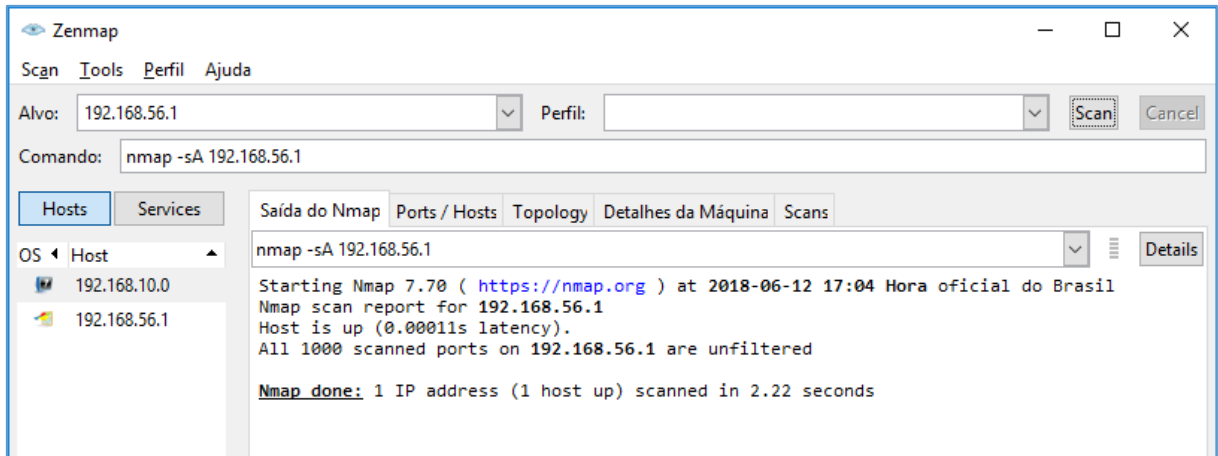 Zenmap
Scan Tools Perfil Ajuda
Alvo: 192.168.56.1 Perfil: Scan Cancel
Comando: nmap -sA 192.168.56.1
Hosts Services Saída do Nmap Ports / Hosts Topology Detalhes da Máquina Scans
OS Host nmap -sA 192.168.56.1 Details
192.168.10.0
192.168.56.1
Starting Nmap 7.70 ( https://nmap.org ) at 2018-06-12 17:04 Hora oficial do Brasil
Nmap scan report for 192.168.56.1
Host is up (0.00011s latency).
All 1000 scanned ports on 192.168.56.1 are unfiltered
Nmap done: 1 IP address (1 host up) scanned in 2.22 seconds